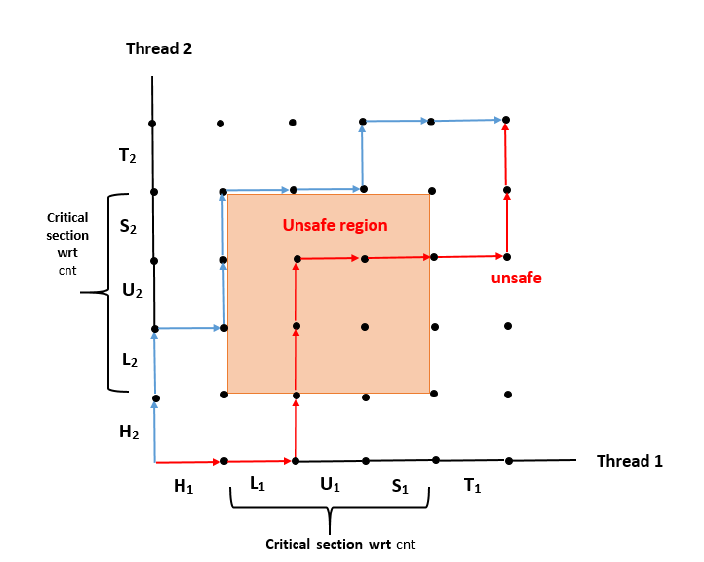 Thread 2
T2
Critical
section
wrt
cnt
S2
Unsafe region
U2
unsafe
L2
H2
Thread 1
H1
L1
U1
S1
T1
Critical section wrt cnt